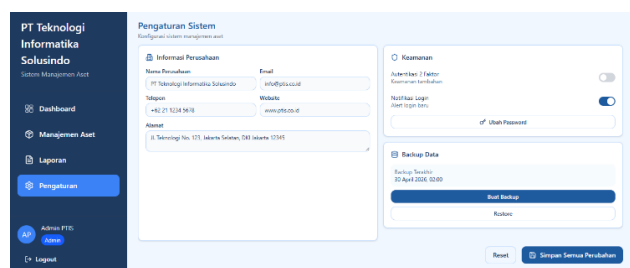 PT Teknologi
Informatika
Solusindo
Sistem Manajemen Aset
Dashboard
Manajemen Aset
Laporan
Pengaturan
AP
Admin PTIS
Admin
Logout
Pengaturan Sistem
Konfigurasi sistem manajemen aset
Informasi Perusahaan
Nama Perusahaan
Email
PT Teknologi Informatika Solusindo
info@ptis.co.id
Telepon
Website
+62 21 1234 5678
www.ptis.co.id
Alamat
Jl. Teknologi No. 123, Jakarta Selatan, DKI Jakarta 12345
Keamanan
Autentikasi 2 Faktor
Keamanan tambahan
Notifikasi Login
Alert login baru
Ubah Password
Backup Data
Backup Terakhir
30 April 2026, 02:00
Buat Backup
Restore
Reset
Simpan Semua Perubahan